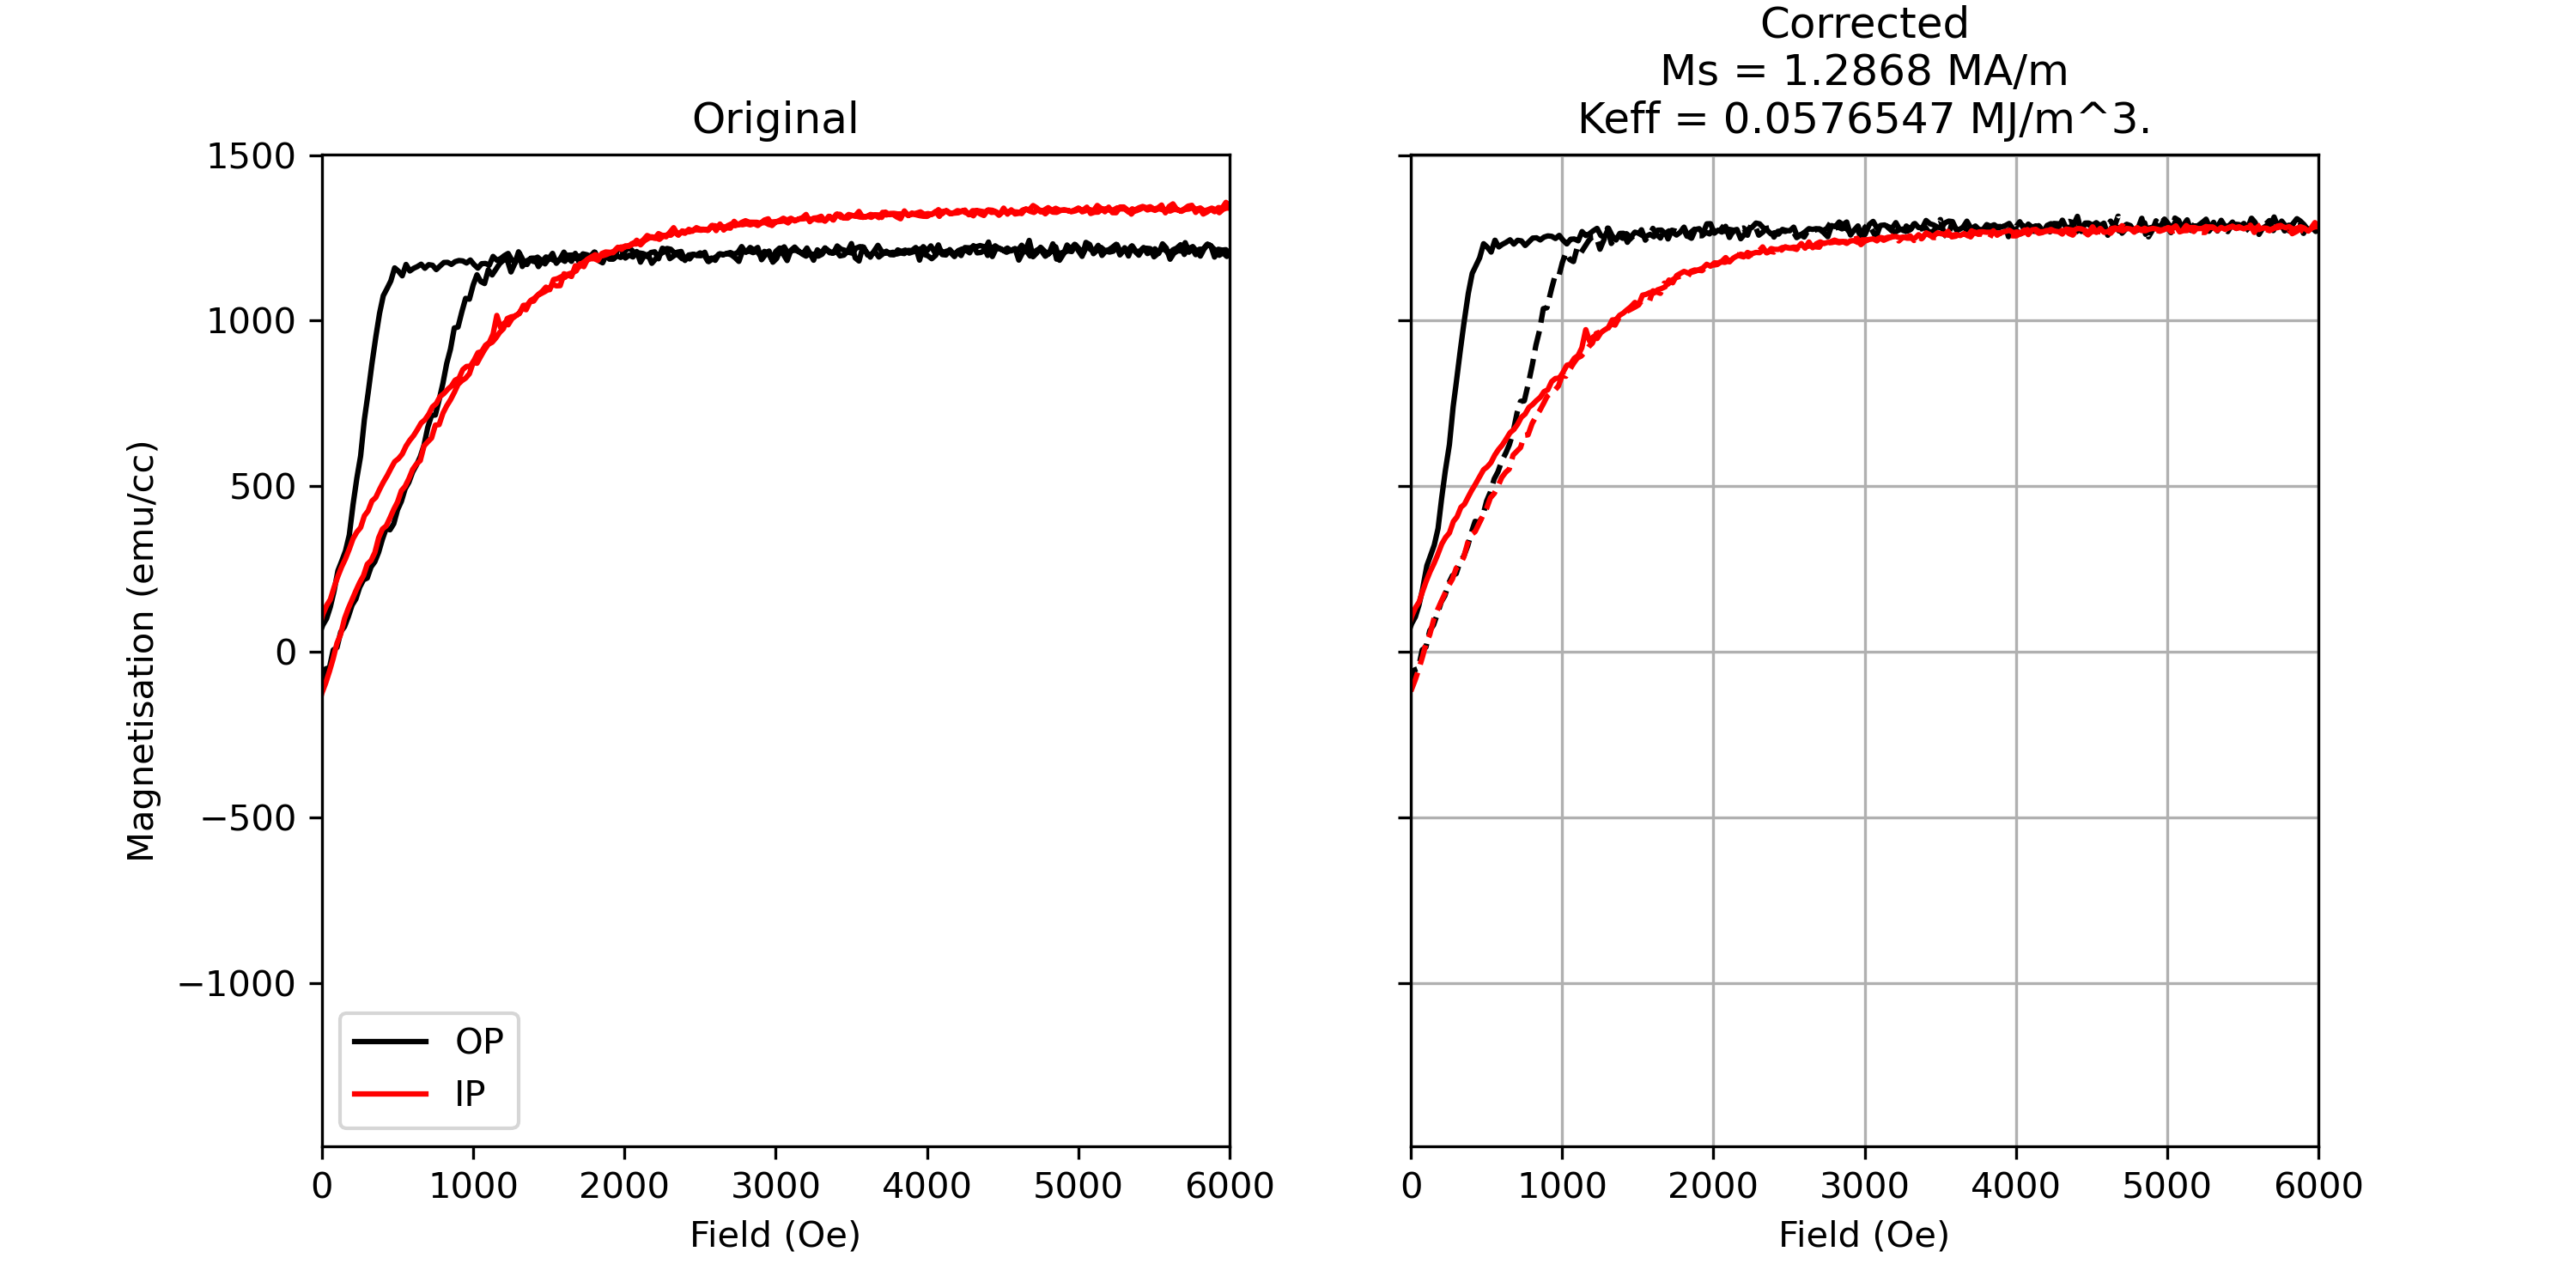 Original
1500
1000
500
0
−500
−1000
Magnetisation (emu/cc)
OP
IP
0 1000 2000 3000 4000 5000 6000
Field (Oe)
Corrected
Ms = 1.2868 MA/m
Keff = 0.0576547 MJ/m^3.
0 1000 2000 3000 4000 5000 6000
Field (Oe)